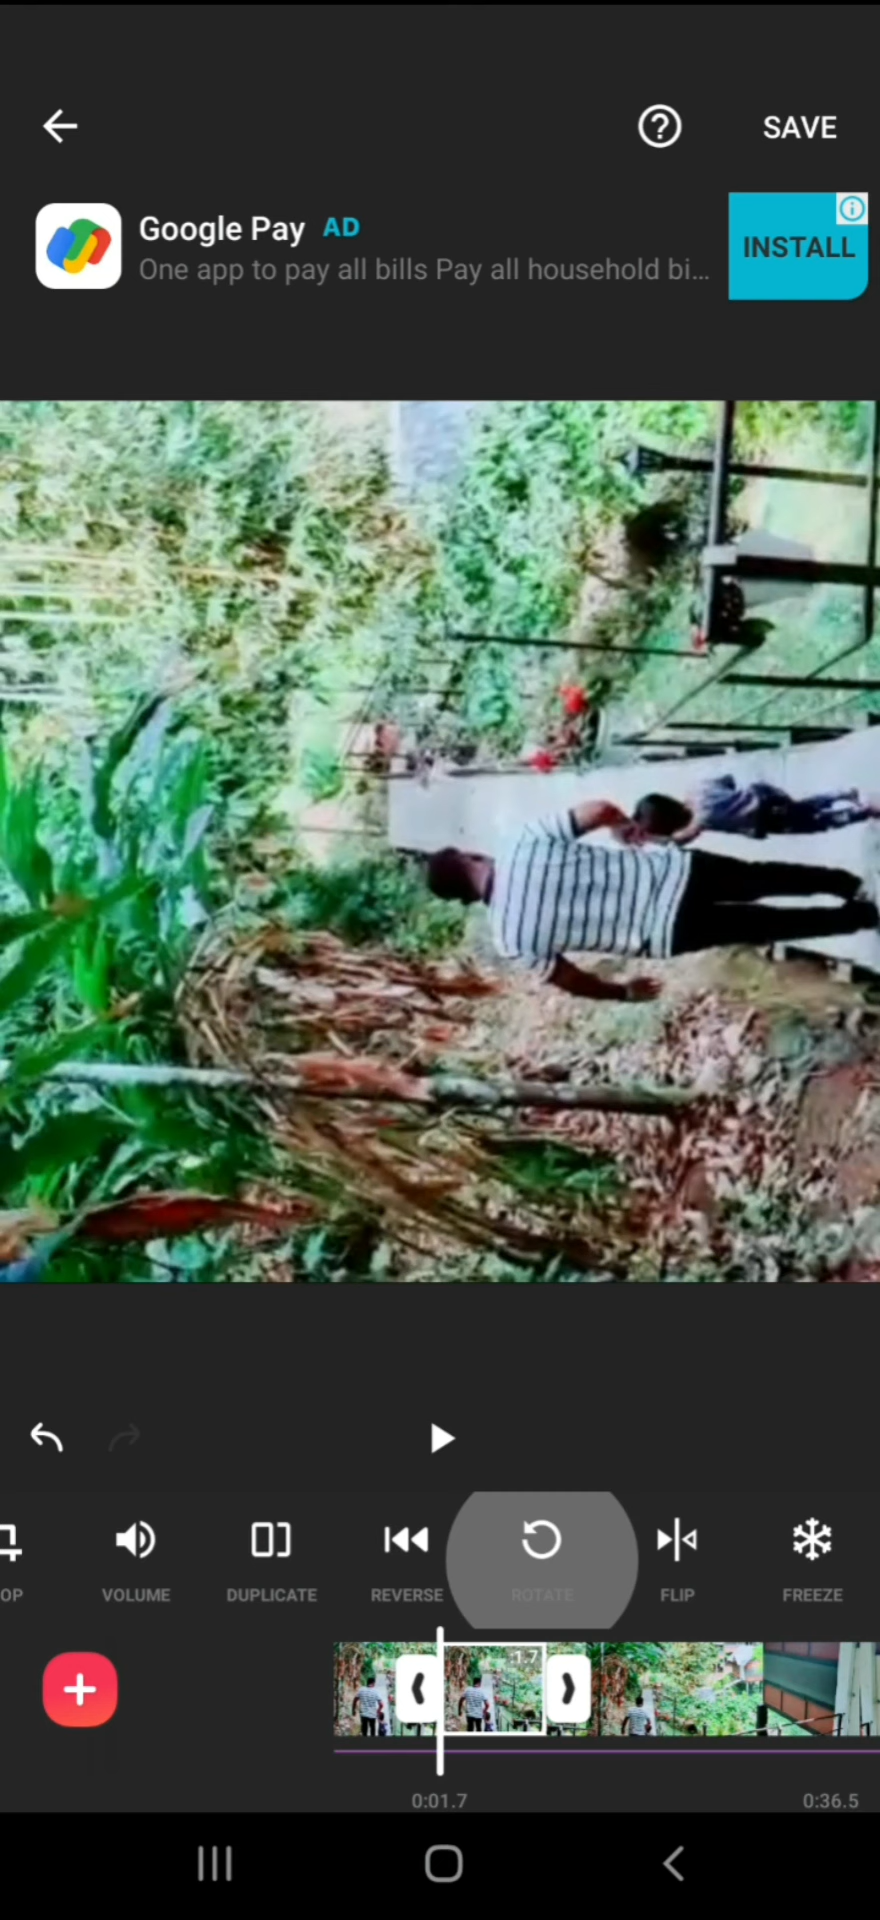 SAVE
Google Pay AD
One app to pay all bills Pay all household bi...
INSTALL
OP
VOLUME
DUPLICATE
REVERSE
ROTATE
FLIP
FREEZE
1.7
0:01.7
0:36.5